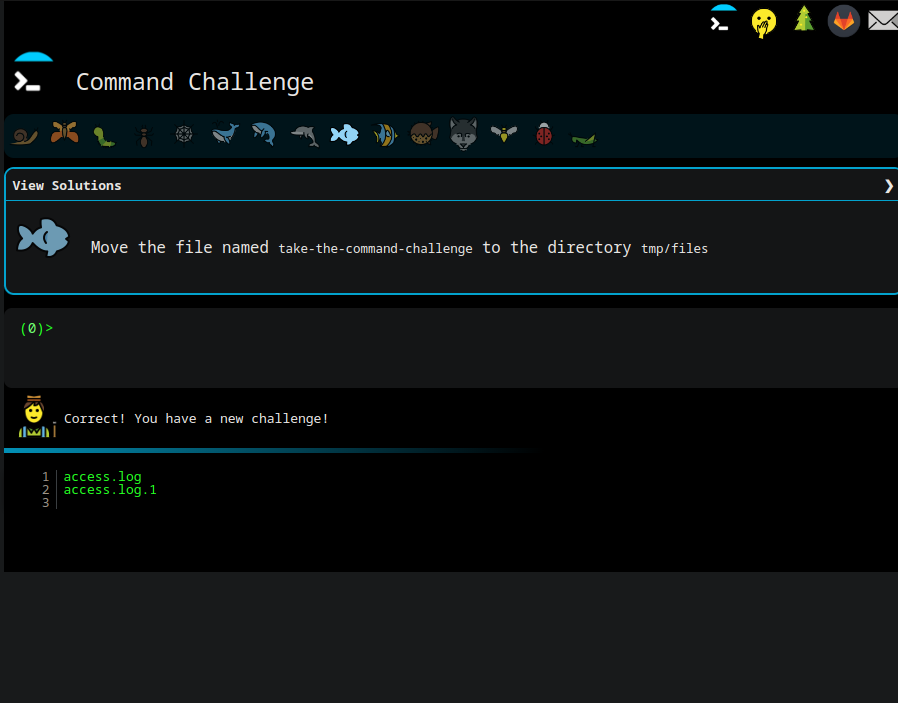 Command Challenge
View Solutions
Move the file named take-the-command-challenge to the directory tmp/files
(0)>
Correct! You have a new challenge!
1 access.log
2 access.log.1
3